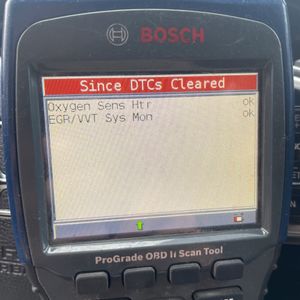 BOSCH
Since DTCs Cleared
Oxygen Sens Htr ok
EGR/VVT Sys Mon ok
ProGrade OBD II Scan Tool